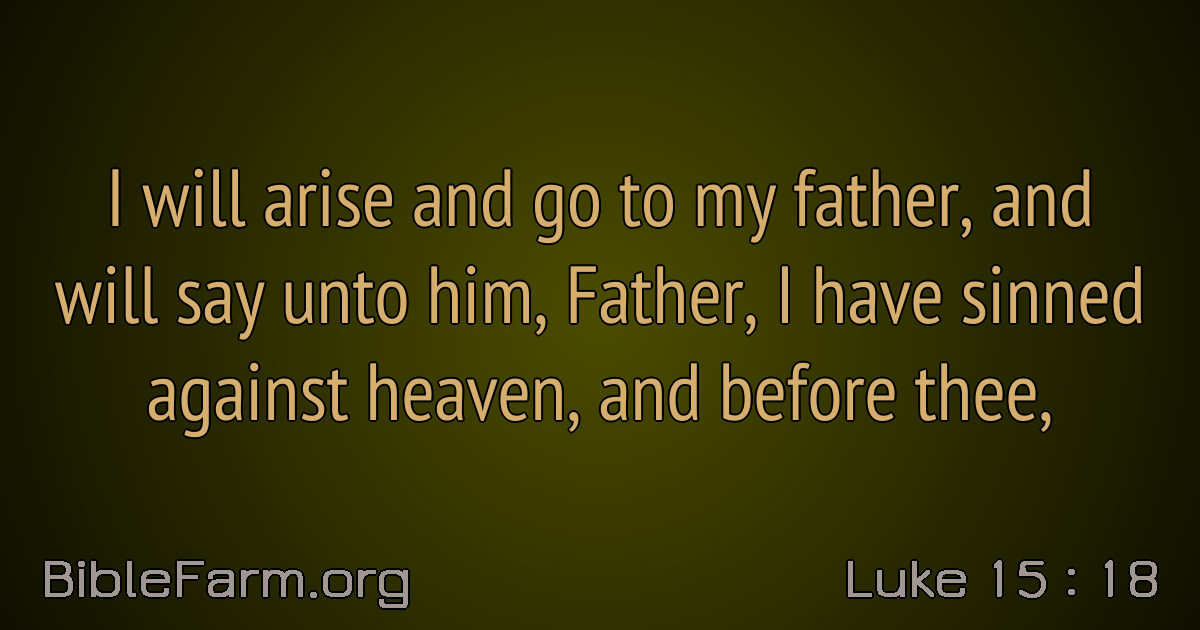 I will arise and go to my father, and
will say unto him, Father, I have sinned
against heaven, and before thee,
BibleFarm.org
Luke 15 : 18